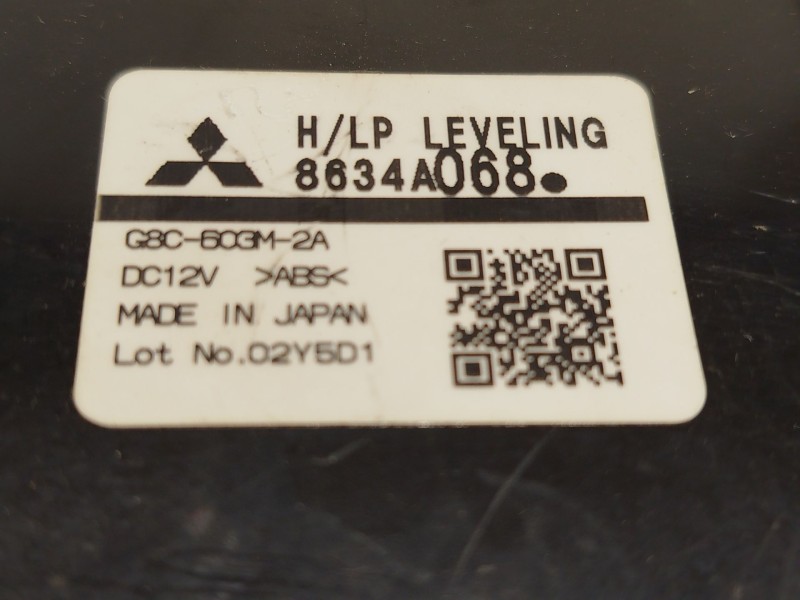 H/LP LEVELING
8634A068●
G8C-603M-2A
DC12V >ABS<
MADE IN JAPAN
Lot No.02Y5D1